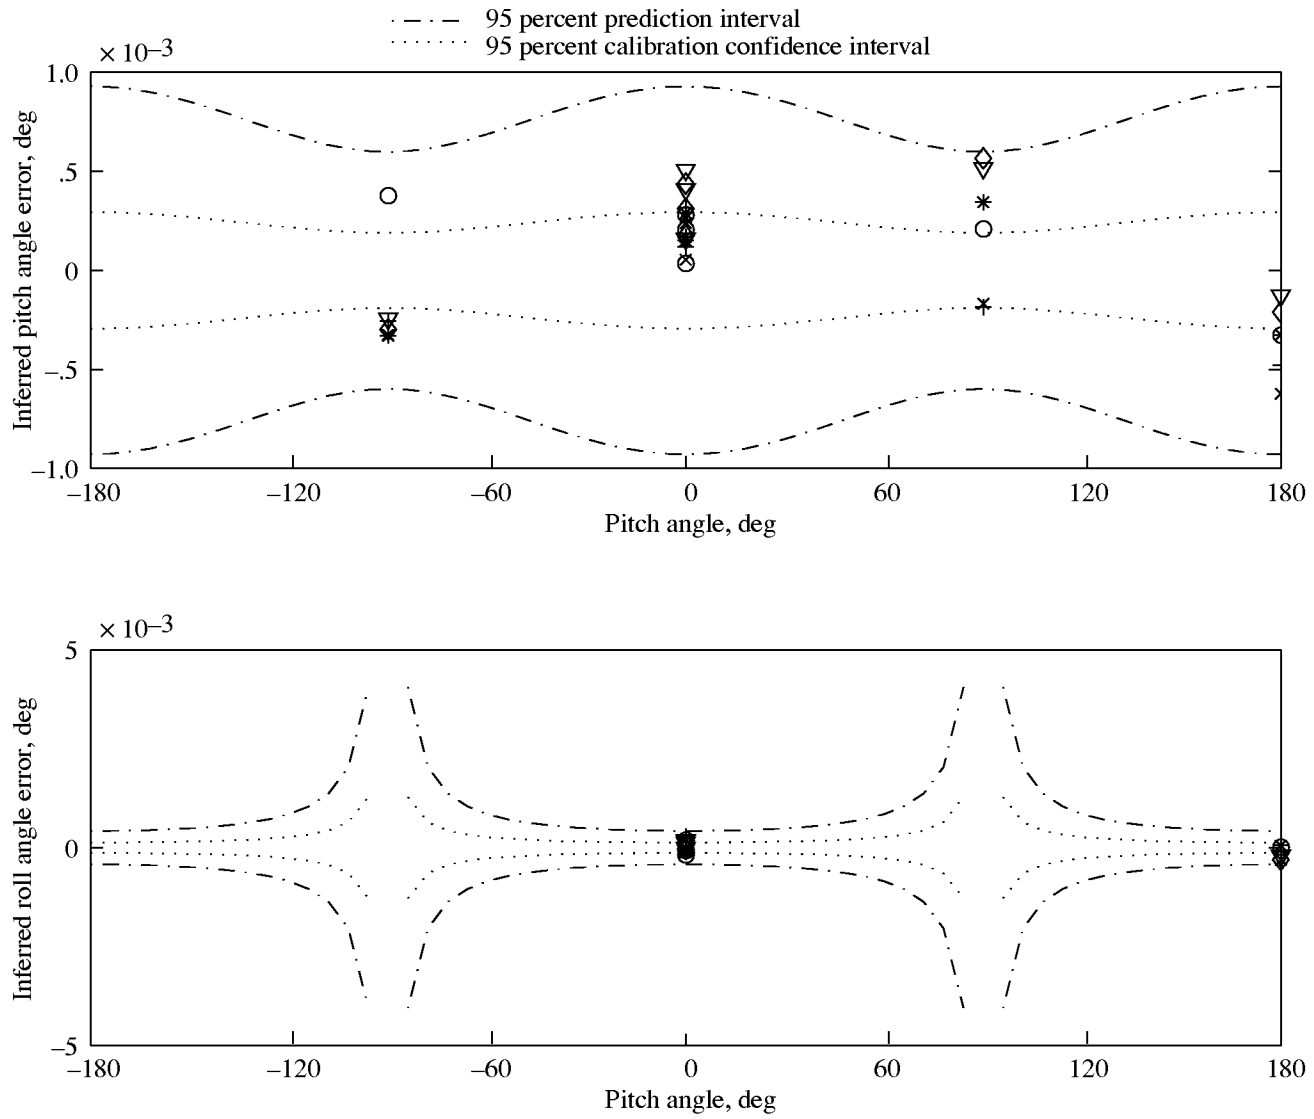 95 percent prediction interval
95 percent calibration confidence interval
× 10–3
1.0
.5
0
–.5
–1.0
Inferred pitch angle error, deg
–180 –120 –60 0 60 120 180
Pitch angle, deg
× 10–3
5
0
–5
Inferred roll angle error, deg
–180 –120 –60 0 60 120 180
Pitch angle, deg